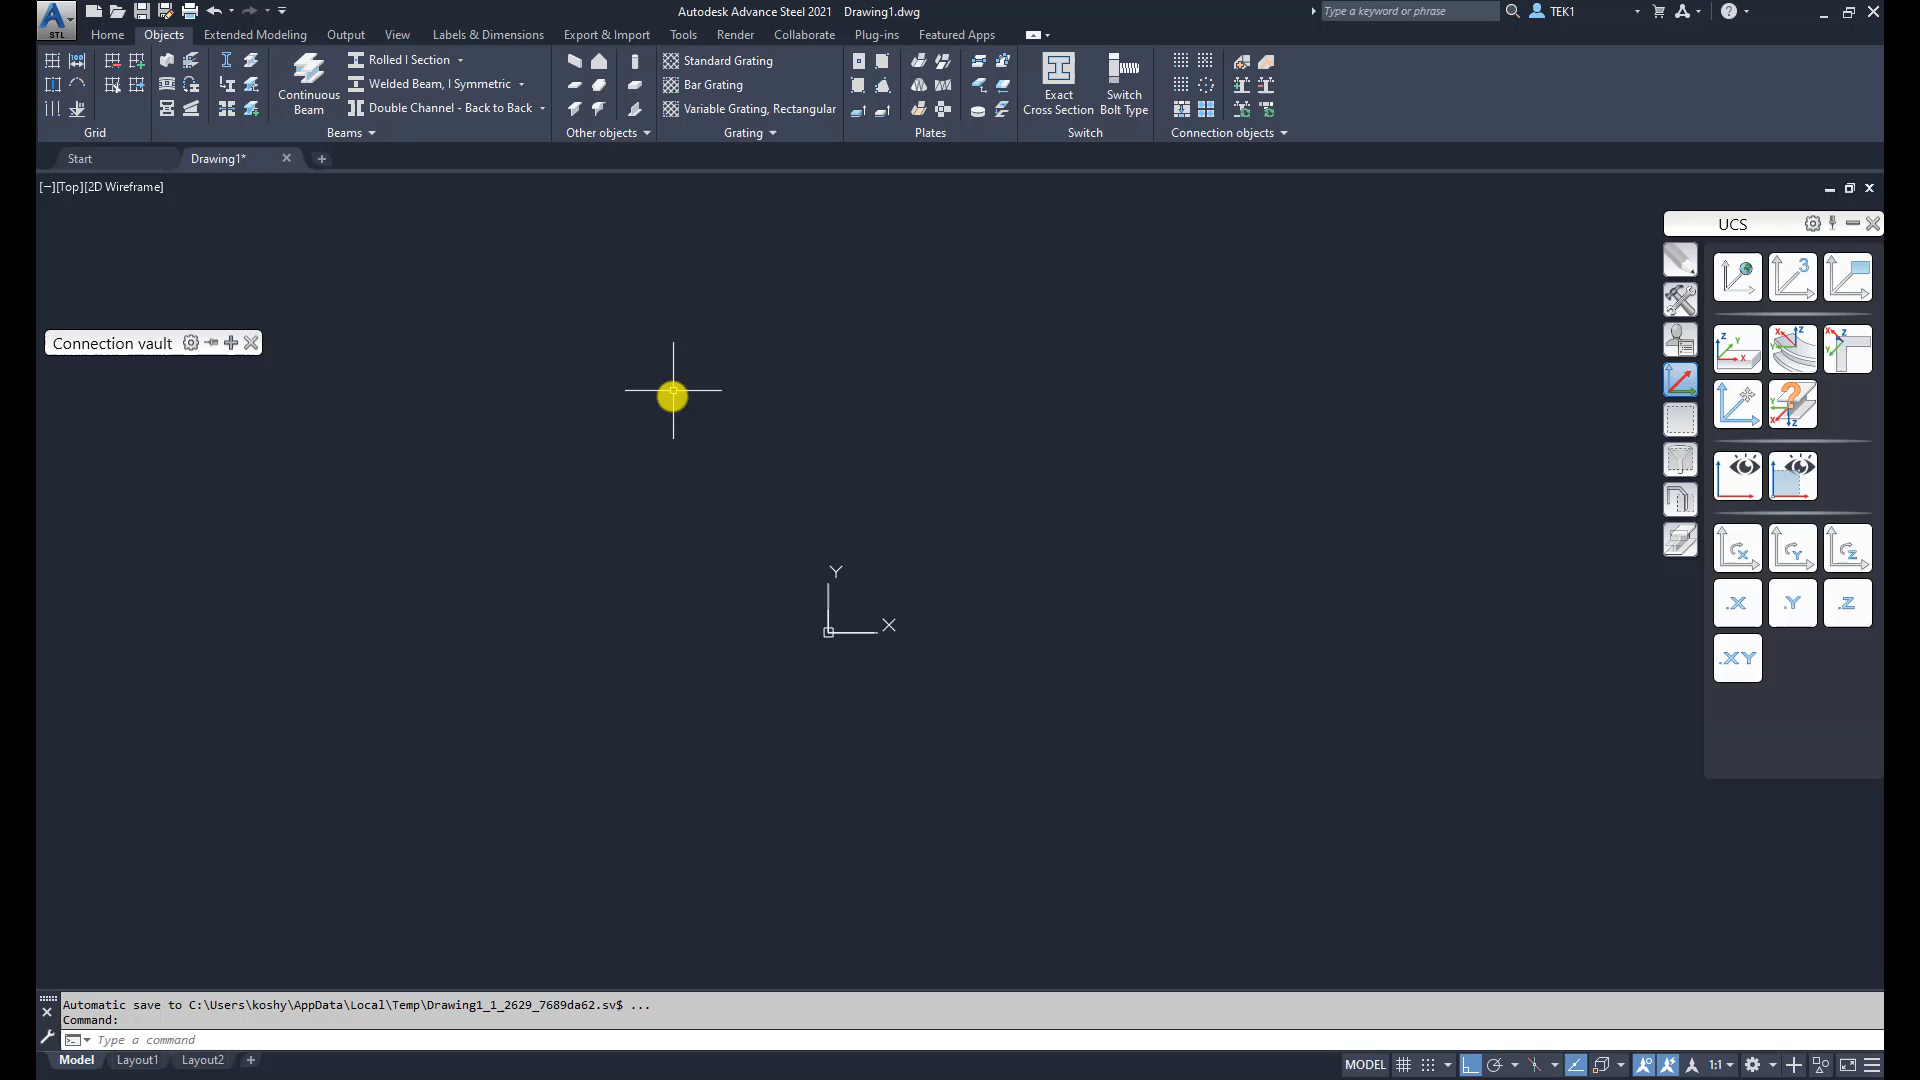 STL
Autodesk Advance Steel 2021 Drawing1.dwg
Type a keyword or phrase
TEK1
Home Objects Extended Modeling Output View Labels & Dimensions Export & Import Tools Render Collaborate Plug-ins Featured Apps
Rolled I Section
Welded Beam, I Symmetric
Double Channel - Back to Back
Continuous
Beam
Standard Grating
Bar Grating
Variable Grating, Rectangular
Exact
Cross Section
Switch
Bolt Type
Grid Beams Other objects Grating Plates Switch Connection objects
Start Drawing1*
[−][Top][2D Wireframe]
UCS
Connection vault
Y
X
3
Z
Y
X
X
Z
Y
X
Z
Y
?
Y
X
Z
X
Y
Z
.X
.Y
.Z
.XY
Automatic save to C:\Users\koshy\AppData\Local\Temp\Drawing1_1_2629_7689da62.sv$ ...
Command:
Type a command
Model Layout1 Layout2
MODEL
1:1